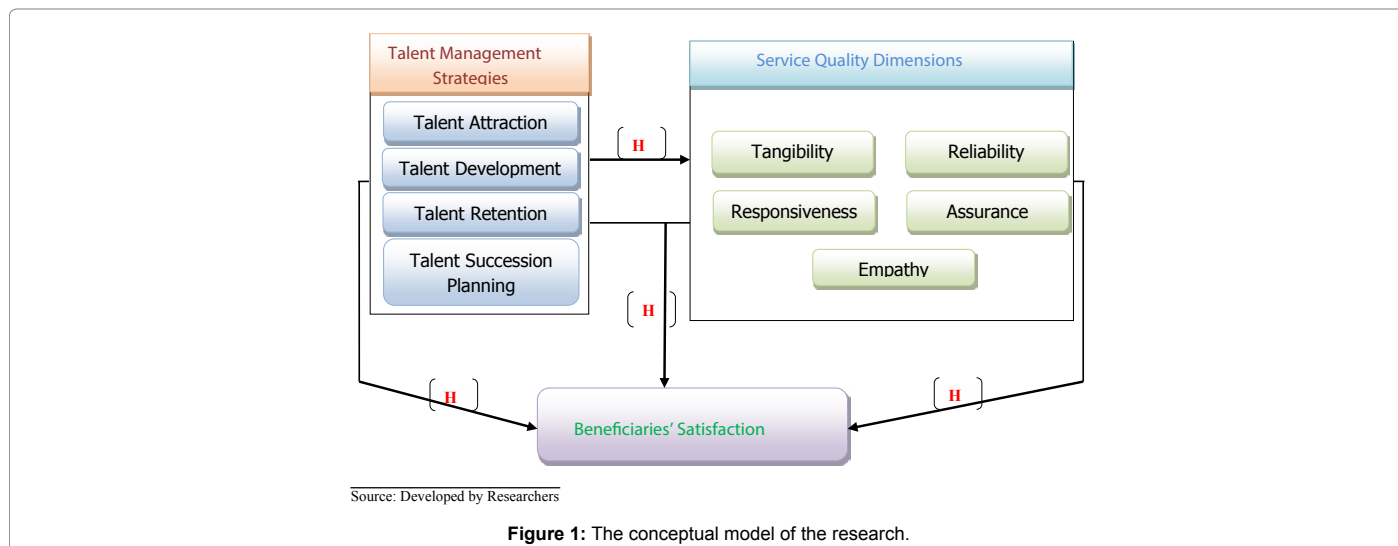 Talent Management
Strategies
Service Quality Dimensions
Talent Attraction
Talent Development
Talent Retention
Talent Succession
Planning
H
Tangibility
Reliability
Responsiveness
Assurance
Empathy
H
H
H
Beneficiaries' Satisfaction
Source: Developed by Researchers
Figure 1: The conceptual model of the research.